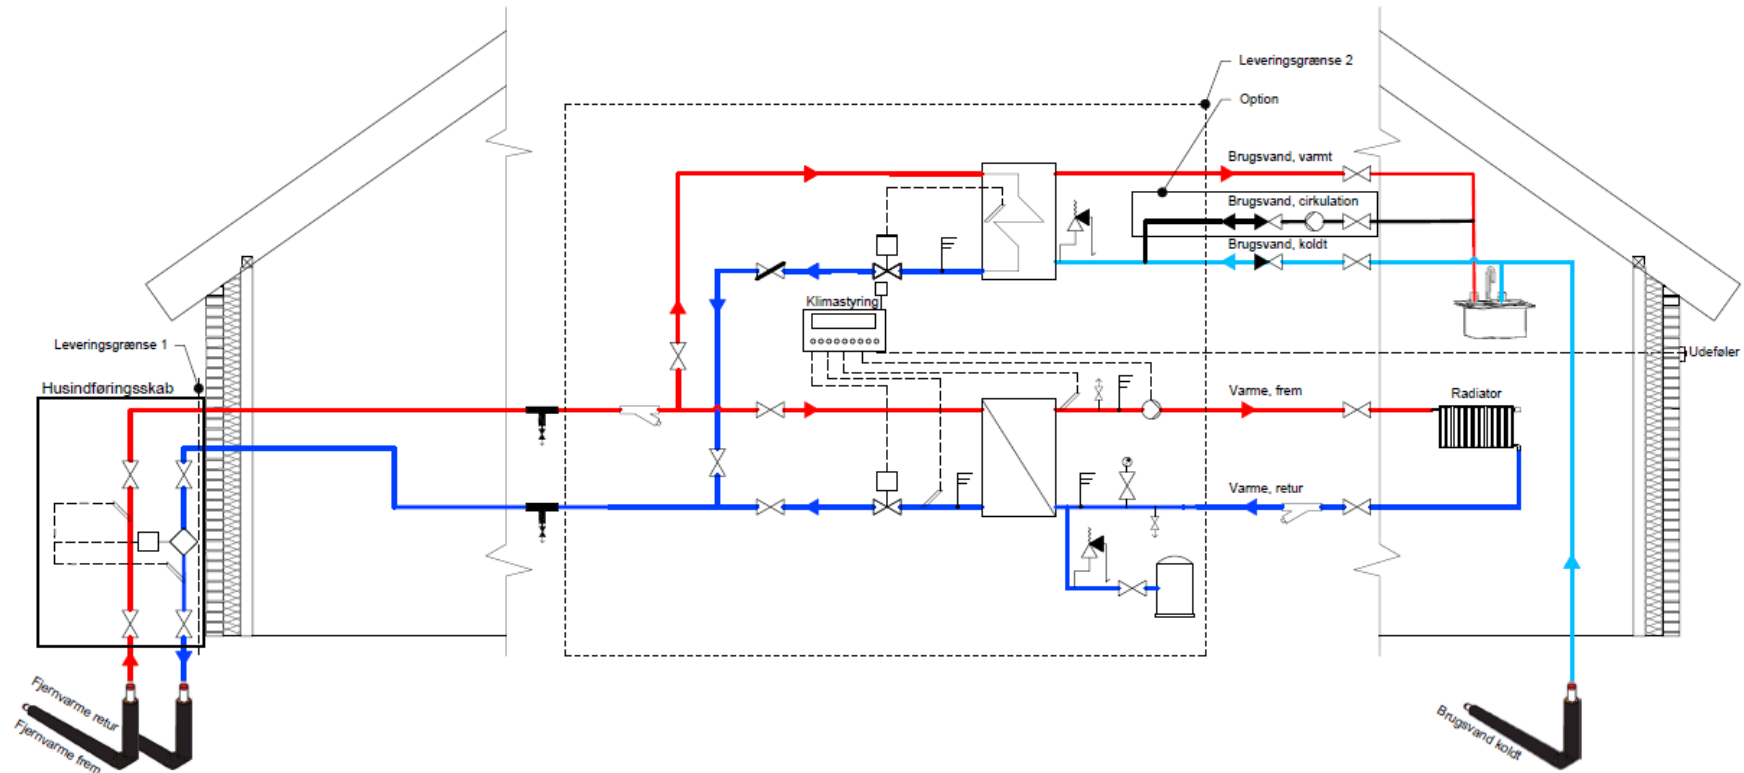 Leveringsgrænse 2
Option
Brugsvand, varmt
Brugsvand, cirkulation
Brugsvand, koldt
Klimastyring
Leveringsgrænse 1
Udeføler
Husindføringsskab
Varme, frem
Radiator
Varme, retur
Fjernvarme retur
Fjernvarme frem
Brugsvand koldt